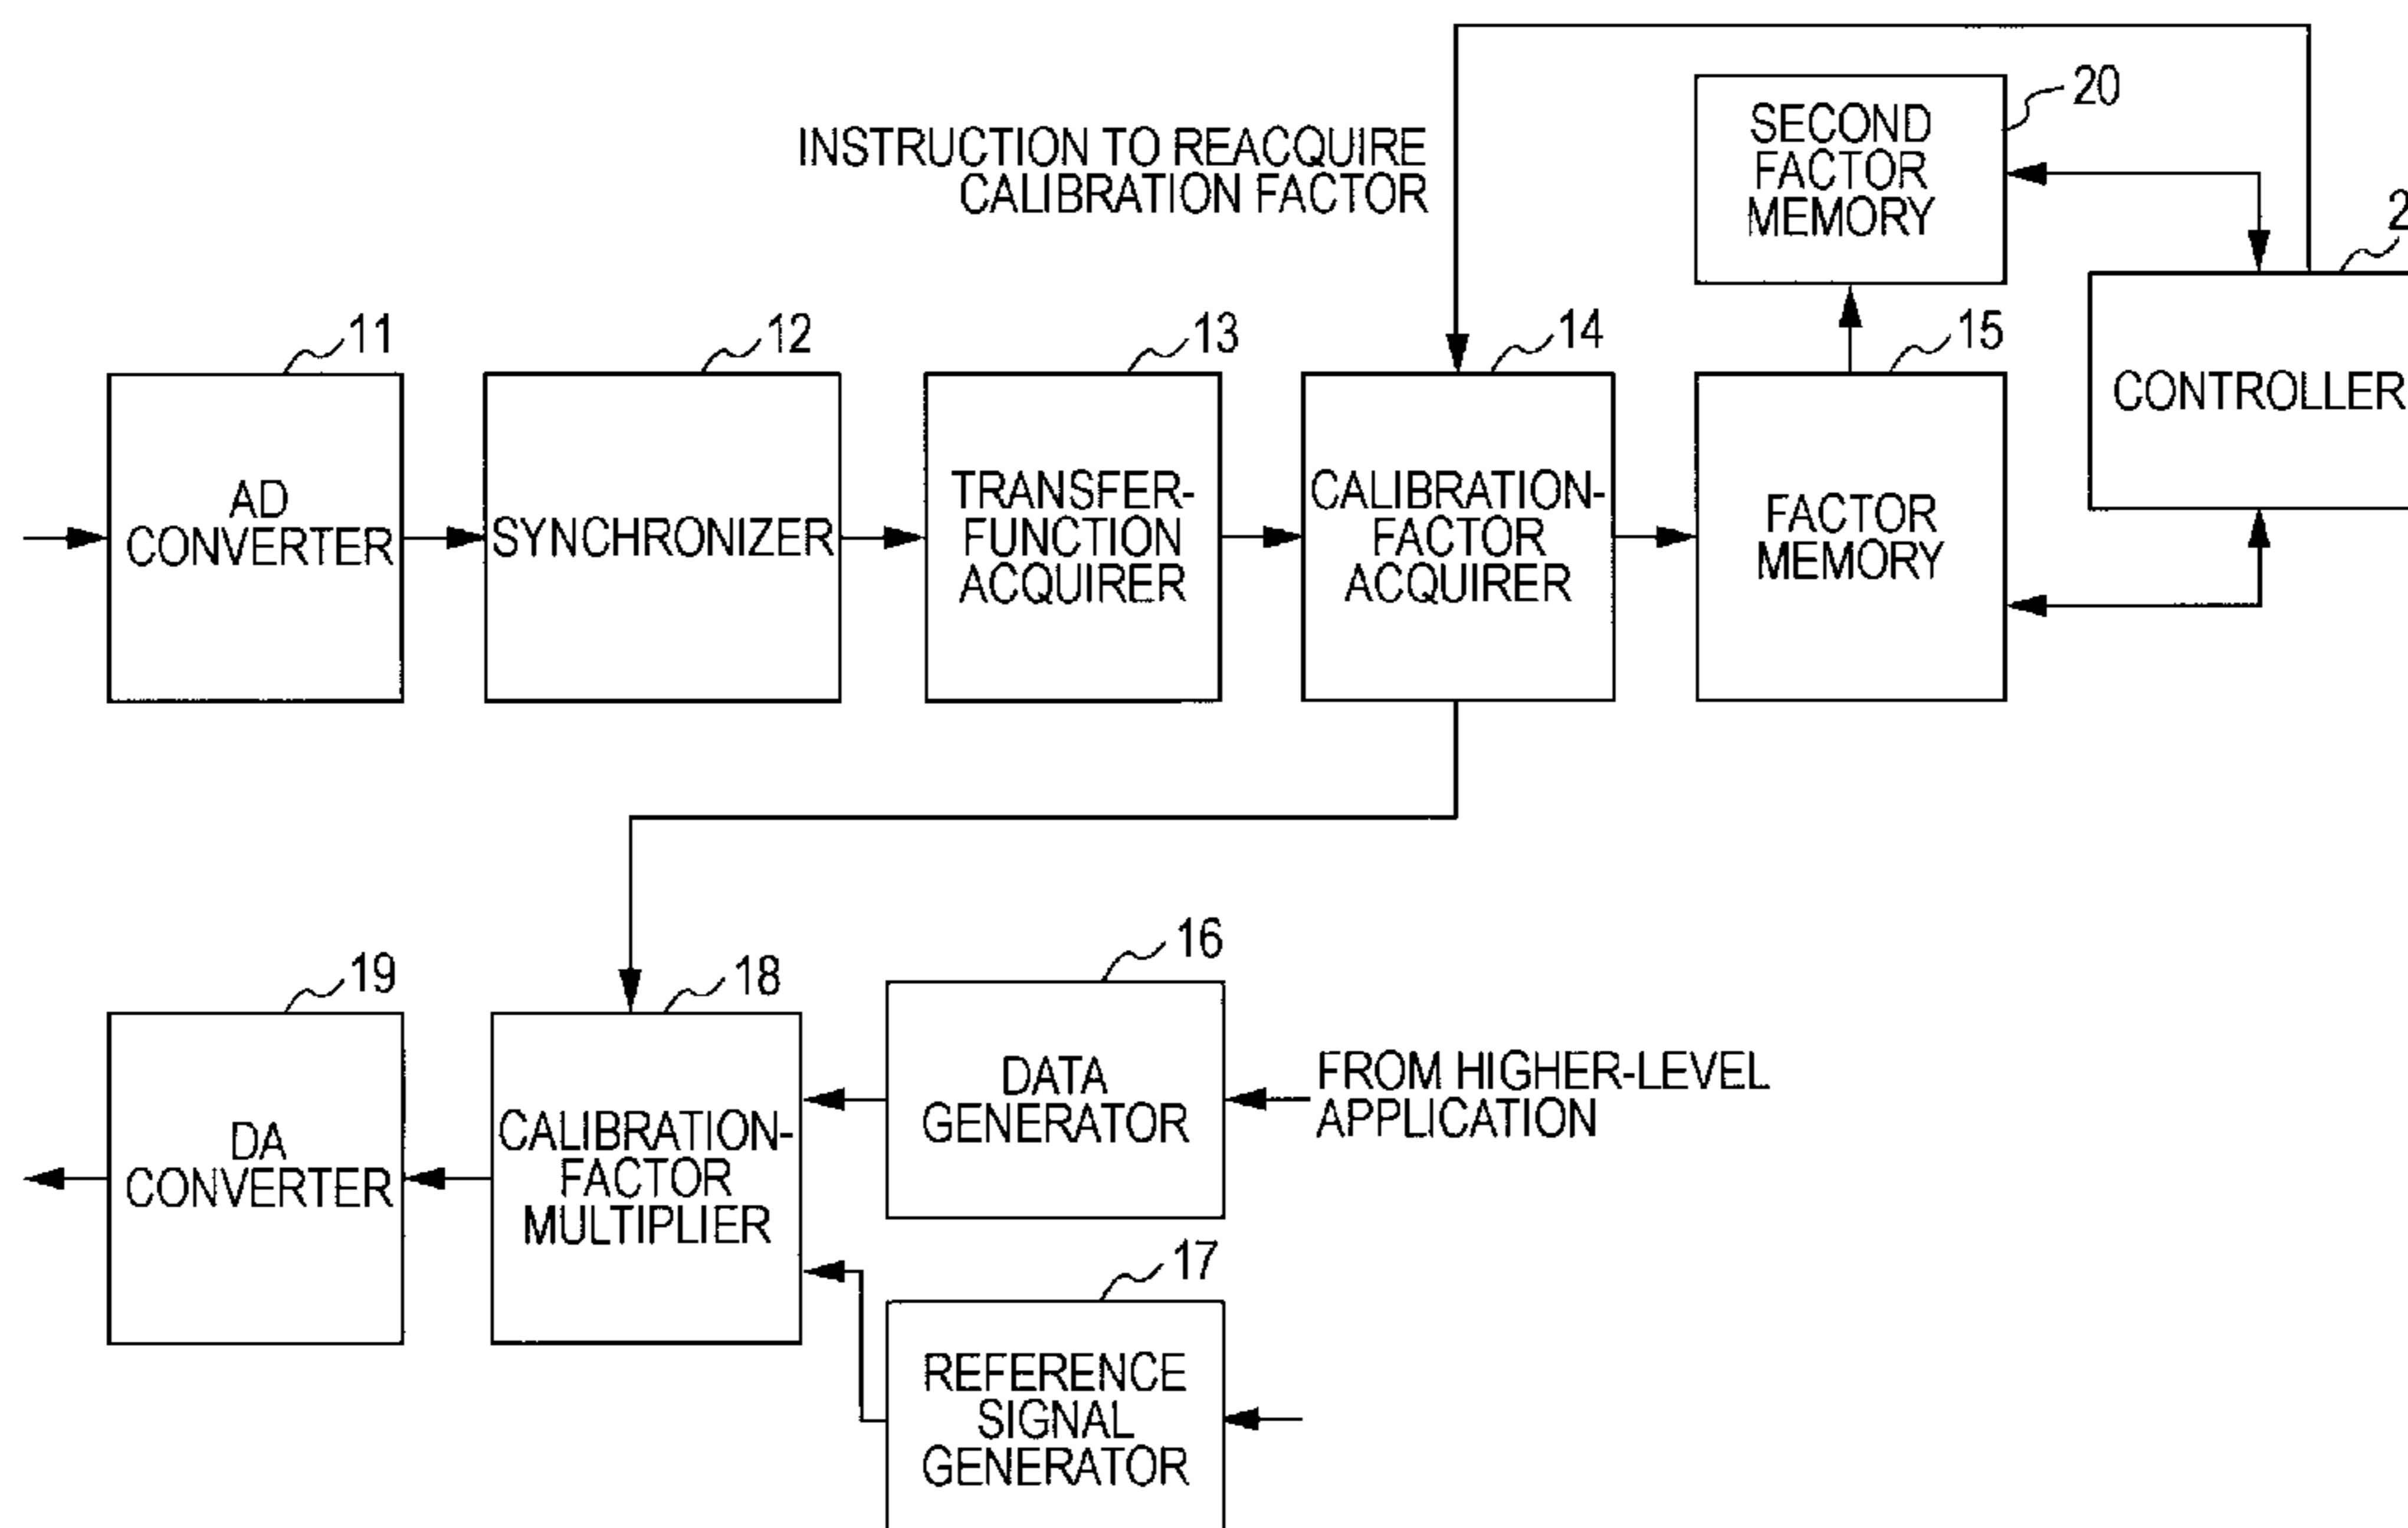 INSTRUCTION TO REACQUIRE
CALIBRATION FACTOR
SECOND
FACTOR
MEMORY
20
CONTROLLER
11
AD
CONVERTER
12
SYNCHRONIZER
13
TRANSFER-
FUNCTION
ACQUIRER
14
CALIBRATION-
FACTOR
ACQUIRER
15
FACTOR
MEMORY
19
DA
CONVERTER
18
CALIBRATION-
FACTOR
MULTIPLIER
16
DATA
GENERATOR
FROM HIGHER-LEVEL
APPLICATION
17
REFERENCE
SIGNAL
GENERATOR